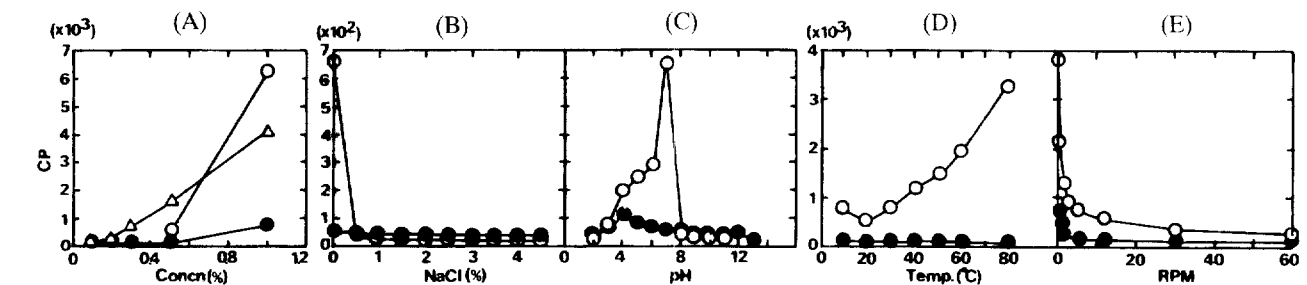 (A) (B) (C) (D) (E)
(x10³) (x10²) (x10³)
7 7 4
6 6
5 5 3
4 4
3 3 2
2 2 1
1 1
0 0 0
CP
0 0.4 0.8 1.2
0 1 2 3 4
0 4 8 12
0 20 40 60 80
0 20 40 60
Concn(%) NaCl (%) pH Temp.(°C) RPM